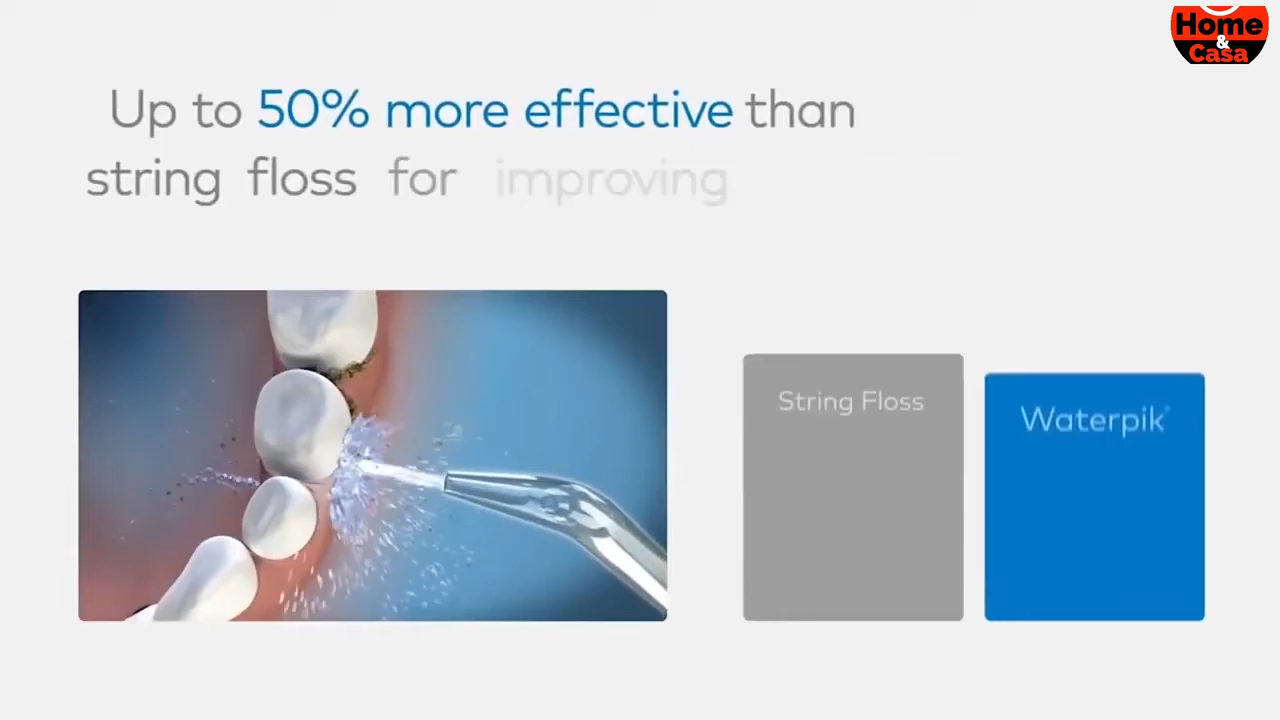 Home
&
Casa
Up to 50% more effective than
string floss for improving
String Floss
Waterpik®